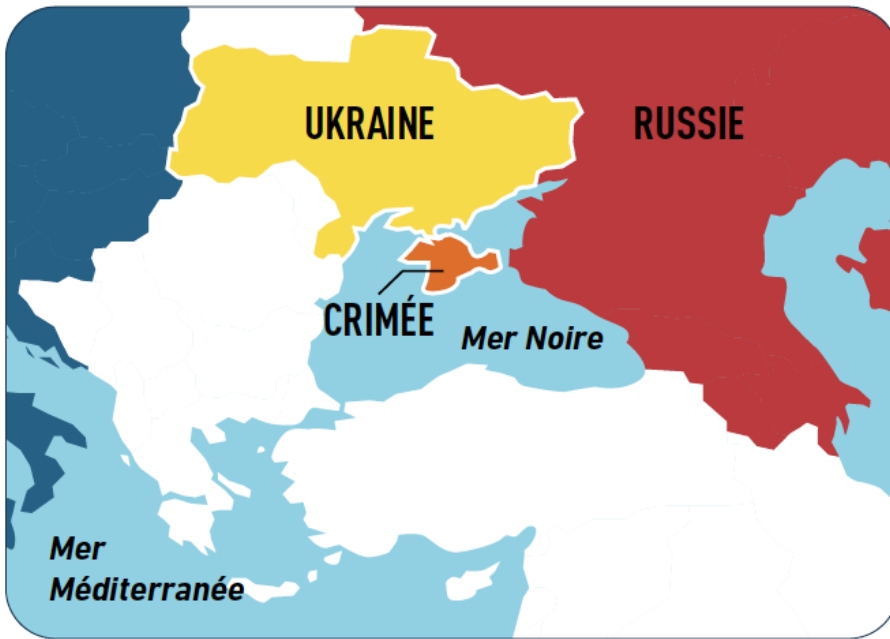 UKRAINE
RUSSIE
CRIMÉE
Mer Noire
Mer
Méditerranée